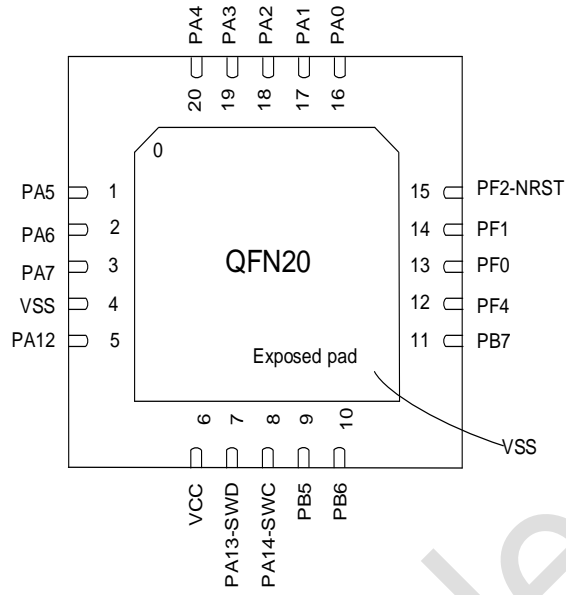 PA4 PA3 PA2 PA1 PA0
20 19 18 17 16
0
PA5 1 15 PF2-NRST
PA6 2 14 PF1
PA7 3 QFN20 13 PF0
VSS 4 12 PF4
PA12 5 11 PB7
Exposed pad
6 7 8 9 10
VSS
VCC PA13-SWD PA14-SWC PB5 PB6